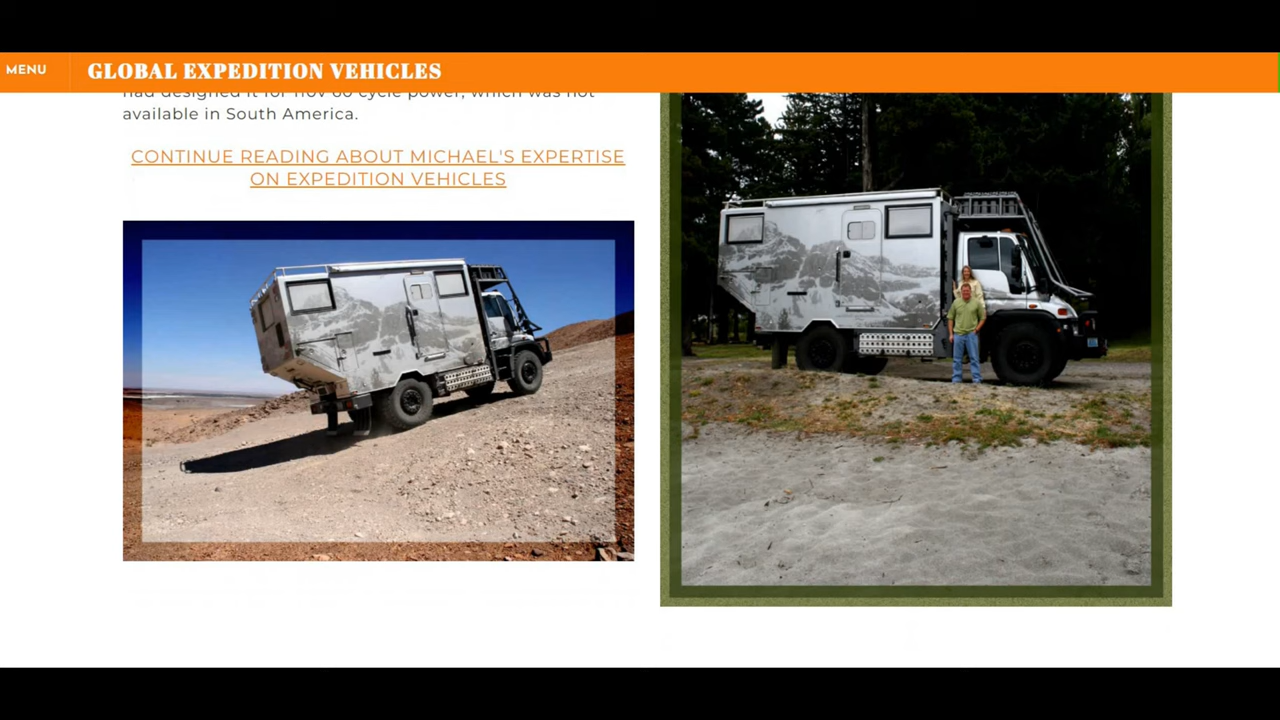 MENU
GLOBAL EXPEDITION VEHICLES
had designed it for 110v 60 cycle power, which was not
available in South America.
CONTINUE READING ABOUT MICHAEL'S EXPERTISE
ON EXPEDITION VEHICLES